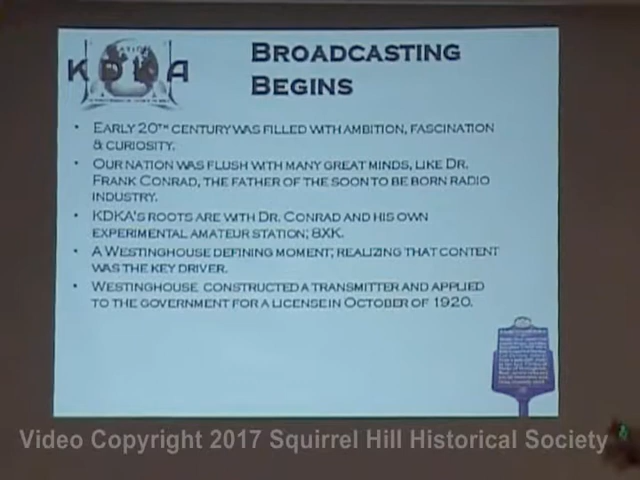 KDKA
BROADCASTING
BEGINS
• EARLY 20TH CENTURY WAS FILLED WITH AMBITION, FASCINATION
& CURIOSITY.
• OUR NATION WAS FLUSH WITH MANY GREAT MINDS, LIKE DR.
FRANK CONRAD, THE FATHER OF THE SOON TO BE BORN RADIO
INDUSTRY.
• KDKA'S ROOTS ARE WITH DR. CONRAD AND HIS OWN
EXPERIMENTAL AMATEUR STATION; 8XK.
• A WESTINGHOUSE DEFINING MOMENT; REALIZING THAT CONTENT
WAS THE KEY DRIVER.
• WESTINGHOUSE CONSTRUCTED A TRANSMITTER AND APPLIED
TO THE GOVERNMENT FOR A LICENSE IN OCTOBER OF 1920.
Video Copyright 2017 Squirrel Hill Historical Society